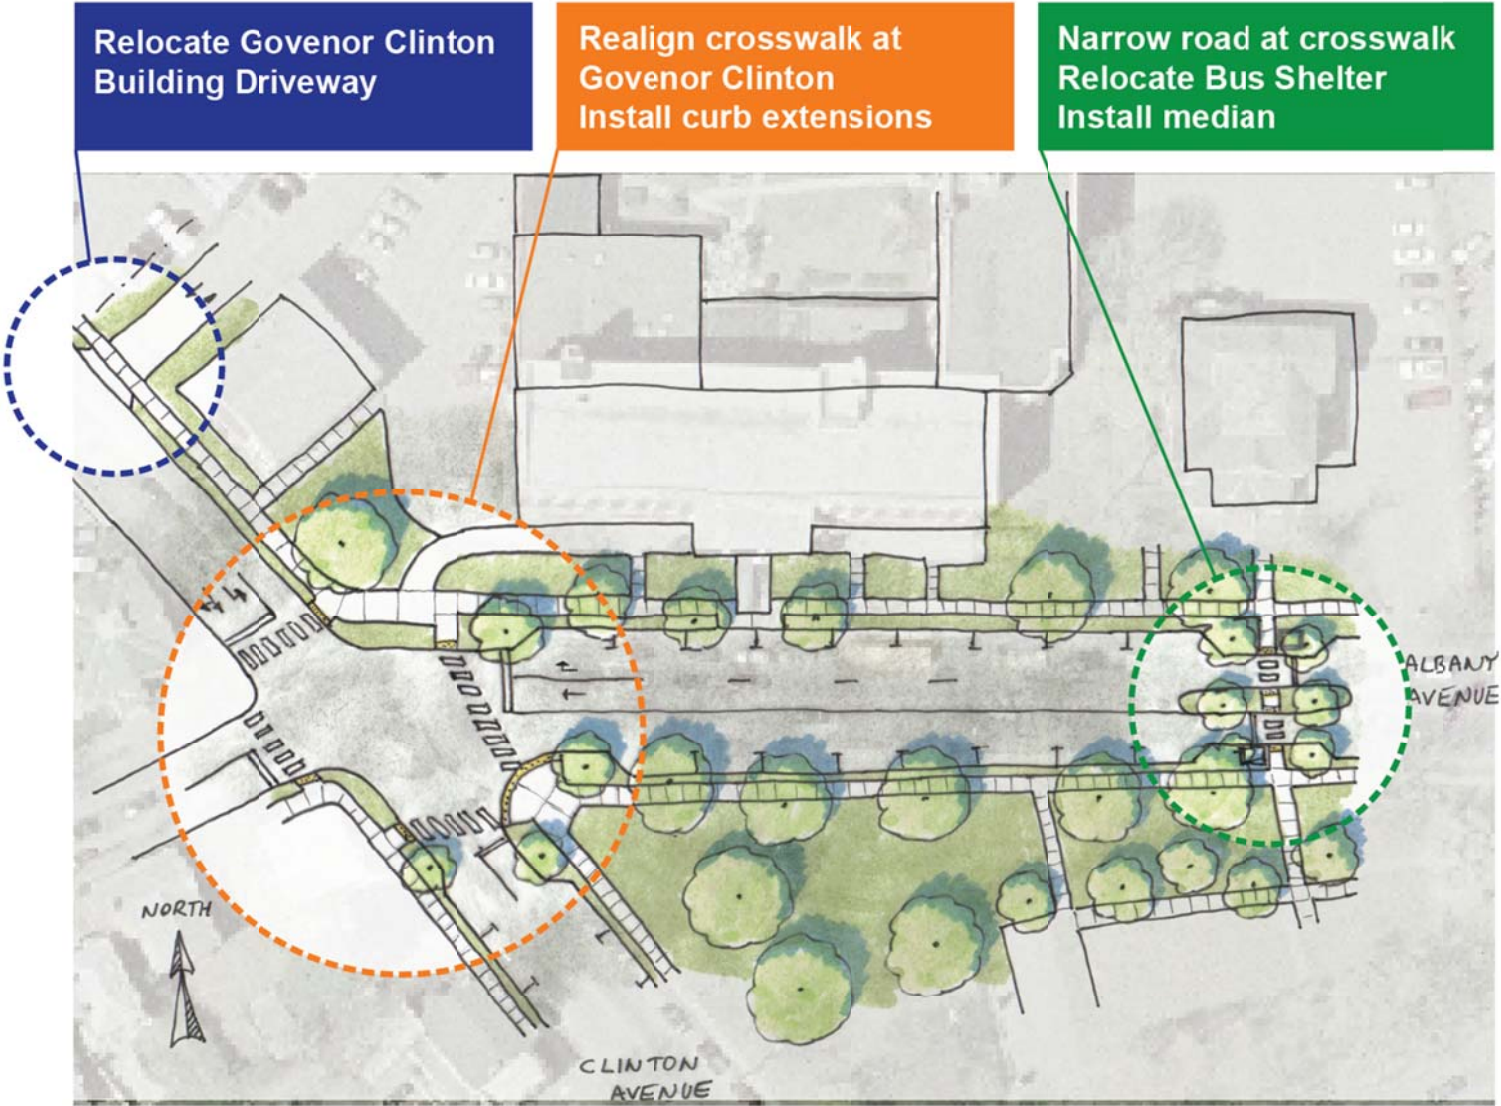 Relocate Govenor Clinton
Building Driveway
Realign crosswalk at
Govenor Clinton
Install curb extensions
Narrow road at crosswalk
Relocate Bus Shelter
Install median
ALBANY
AVENUE
NORTH
CLINTON
AVENUE